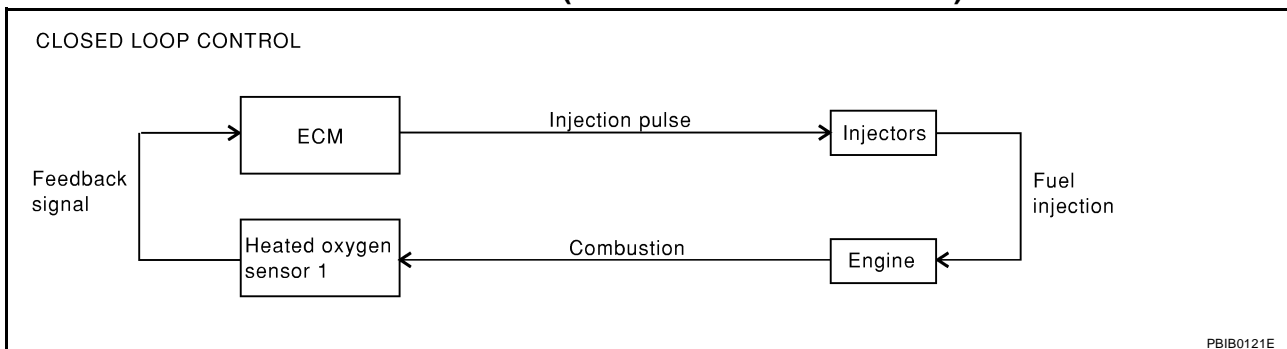 CLOSED LOOP CONTROL
ECM
Injection pulse
Injectors
Feedback
signal
Fuel
injection
Heated oxygen
sensor 1
Combustion
Engine
PBIB0121E